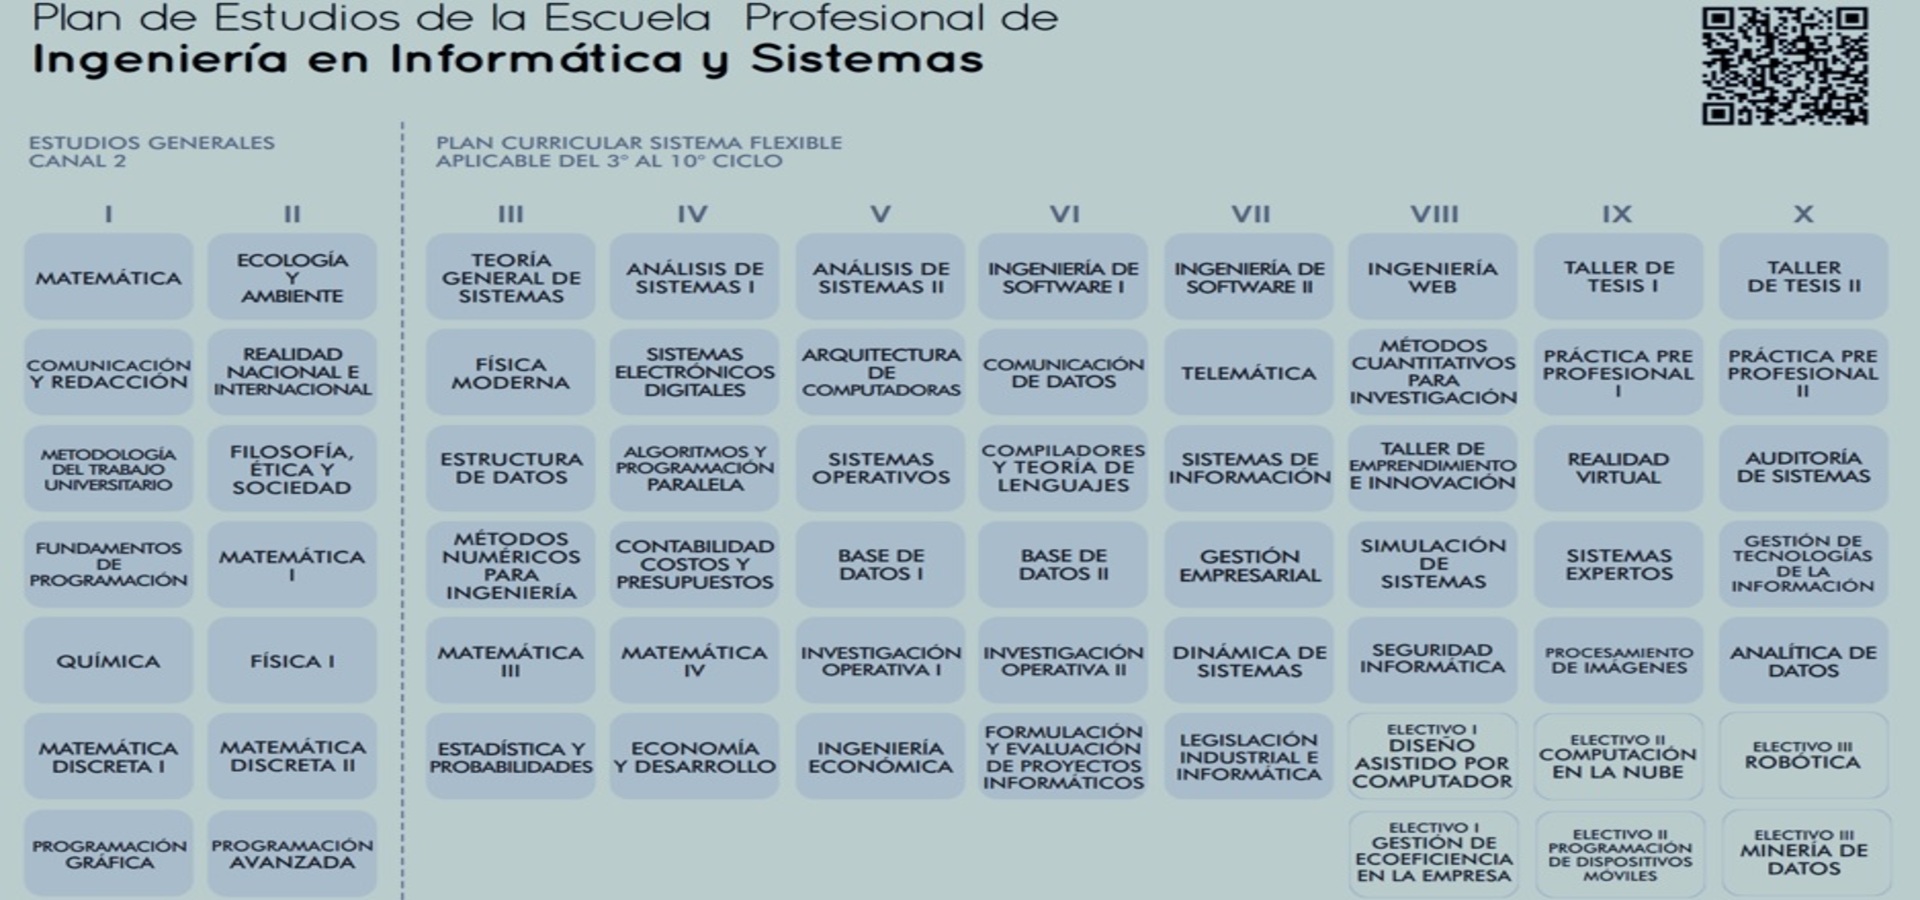 Plan de Estudios de la Escuela Profesional de
Ingeniería en Informática y Sistemas
ESTUDIOS GENERALES
CANAL 2
PLAN CURRICULAR SISTEMA FLEXIBLE
APLICABLE DEL 3° AL 10° CICLO
I
MATEMÁTICA
COMUNICACIÓN
Y REDACCIÓN
METODOLOGÍA
DEL TRABAJO
UNIVERSITARIO
FUNDAMENTOS
DE
PROGRAMACIÓN
QUÍMICA
MATEMÁTICA
DISCRETA I
PROGRAMACIÓN
GRÁFICA
II
ECOLOGÍA
Y
AMBIENTE
REALIDAD
NACIONAL E
INTERNACIONAL
FILOSOFÍA,
ÉTICA Y
SOCIEDAD
MATEMÁTICA
I
FÍSICA I
MATEMÁTICA
DISCRETA II
PROGRAMACIÓN
AVANZADA
III
TEORÍA
GENERAL DE
SISTEMAS
FÍSICA
MODERNA
ESTRUCTURA
DE DATOS
MÉTODOS
NUMÉRICOS
PARA
INGENIERÍA
MATEMÁTICA
III
ESTADÍSTICA Y
PROBABILIDADES
IV
ANÁLISIS DE
SISTEMAS I
SISTEMAS
ELECTRÓNICOS
DIGITALES
ALGORITMOS Y
PROGRAMACIÓN
PARALELA
CONTABILIDAD
COSTOS Y
PRESUPUESTOS
MATEMÁTICA
IV
ECONOMÍA
Y DESARROLLO
V
ANÁLISIS DE
SISTEMAS II
ARQUITECTURA
DE
COMPUTADORAS
SISTEMAS
OPERATIVOS
BASE DE
DATOS I
INVESTIGACIÓN
OPERATIVA I
INGENIERÍA
ECONÓMICA
VI
INGENIERÍA DE
SOFTWARE I
COMUNICACIÓN
DE DATOS
COMPILADORES
Y TEORÍA DE
LENGUAJES
BASE DE
DATOS II
INVESTIGACIÓN
OPERATIVA II
FORMULACIÓN
Y EVALUACIÓN
DE PROYECTOS
INFORMÁTICOS
VII
INGENIERÍA DE
SOFTWARE II
TELEMÁTICA
SISTEMAS DE
INFORMACIÓN
GESTIÓN
EMPRESARIAL
DINÁMICA DE
SISTEMAS
LEGISLACIÓN
INDUSTRIAL E
INFORMÁTICA
VIII
INGENIERÍA
WEB
MÉTODOS
CUANTITATIVOS
PARA
INVESTIGACIÓN
TALLER DE
EMPRENDIMIENTO
E INNOVACIÓN
SIMULACIÓN
DE
SISTEMAS
SEGURIDAD
INFORMÁTICA
ELECTIVO I
DISEÑO
ASISTIDO POR
COMPUTADOR
ELECTIVO I
GESTIÓN DE
ECOEFICIENCIA
EN LA EMPRESA
IX
TALLER DE
TESIS I
PRÁCTICA PRE
PROFESIONAL
I
REALIDAD
VIRTUAL
SISTEMAS
EXPERTOS
PROCESAMIENTO
DE IMÁGENES
ELECTIVO II
COMPUTACIÓN
EN LA NUBE
ELECTIVO II
PROGRAMACIÓN
DE DISPOSITIVOS
MÓVILES
X
TALLER
DE TESIS II
PRÁCTICA PRE
PROFESIONAL
II
AUDITORÍA
DE SISTEMAS
GESTIÓN DE
TECNOLOGÍAS
DE LA
INFORMACIÓN
ANALÍTICA DE
DATOS
ELECTIVO III
ROBÓTICA
ELECTIVO III
MINERÍA DE
DATOS